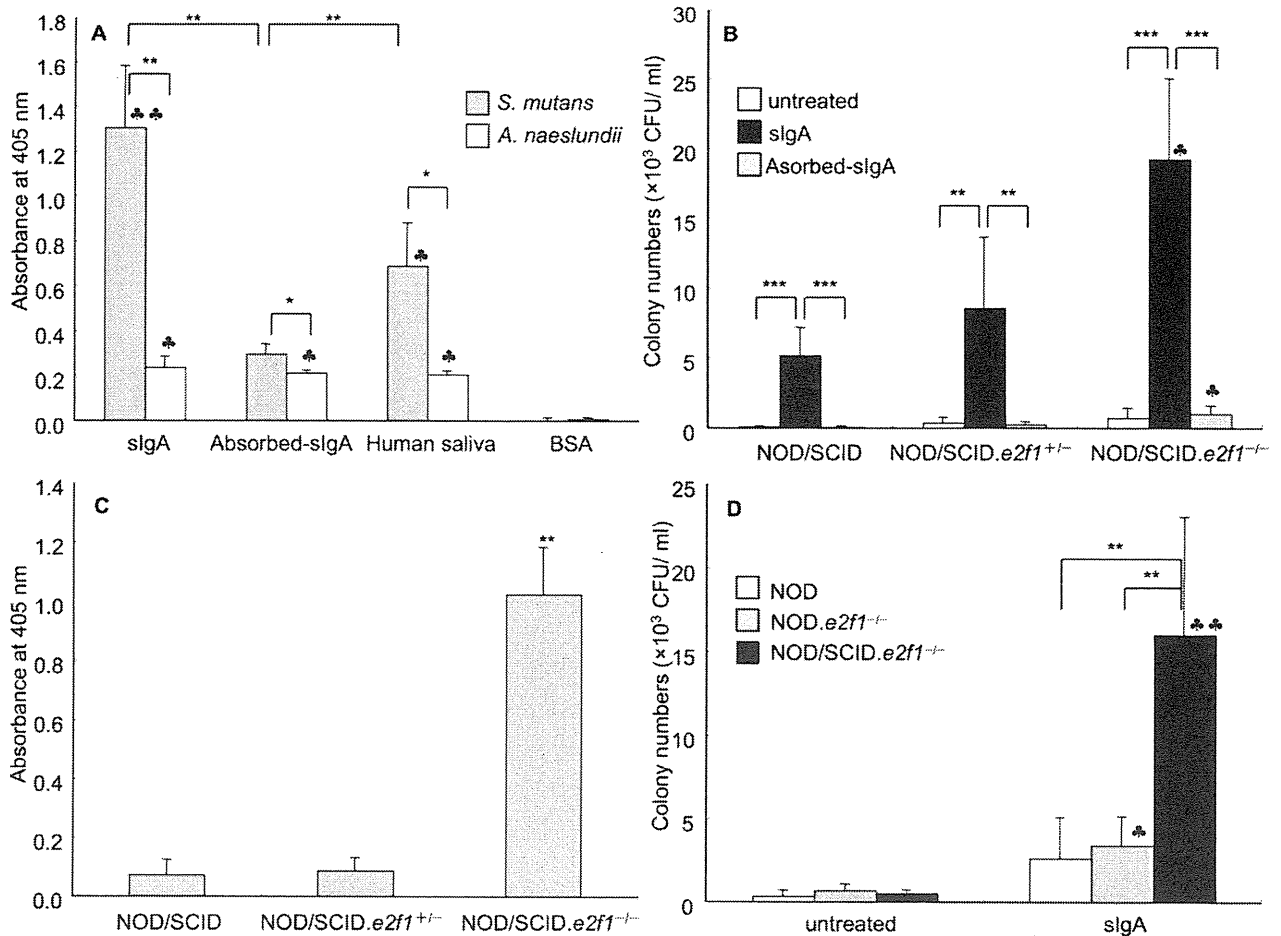 A
Absorbance at 405 nm
1.8
1.6
1.4
1.2
1.0
0.8
0.6
0.4
0.2
0.0
**
**
**
♣ ♣
♣
*
♣
*
♣
♣
S. mutans
A. naeslundii
sIgA
Absorbed-sIgA
Human saliva
BSA
B
Colony numbers (×10³ CFU/ ml)
30
25
20
15
10
5
0
untreated
sIgA
Asorbed-sIgA
***
***
**
**
***
***
♣
♣
NOD/SCID
NOD/SCID.e2f1⁺/⁻
NOD/SCID.e2f1⁻/⁻
C
Absorbance at 405 nm
1.4
1.2
1.0
0.8
0.6
0.4
0.2
0.0
**
NOD/SCID
NOD/SCID.e2f1⁺/⁻
NOD/SCID.e2f1⁻/⁻
D
Colony numbers (×10³ CFU/ ml)
25
20
15
10
5
0
NOD
NOD.e2f1⁻/⁻
NOD/SCID.e2f1⁻/⁻
**
**
♣
♣ ♣
untreated
sIgA